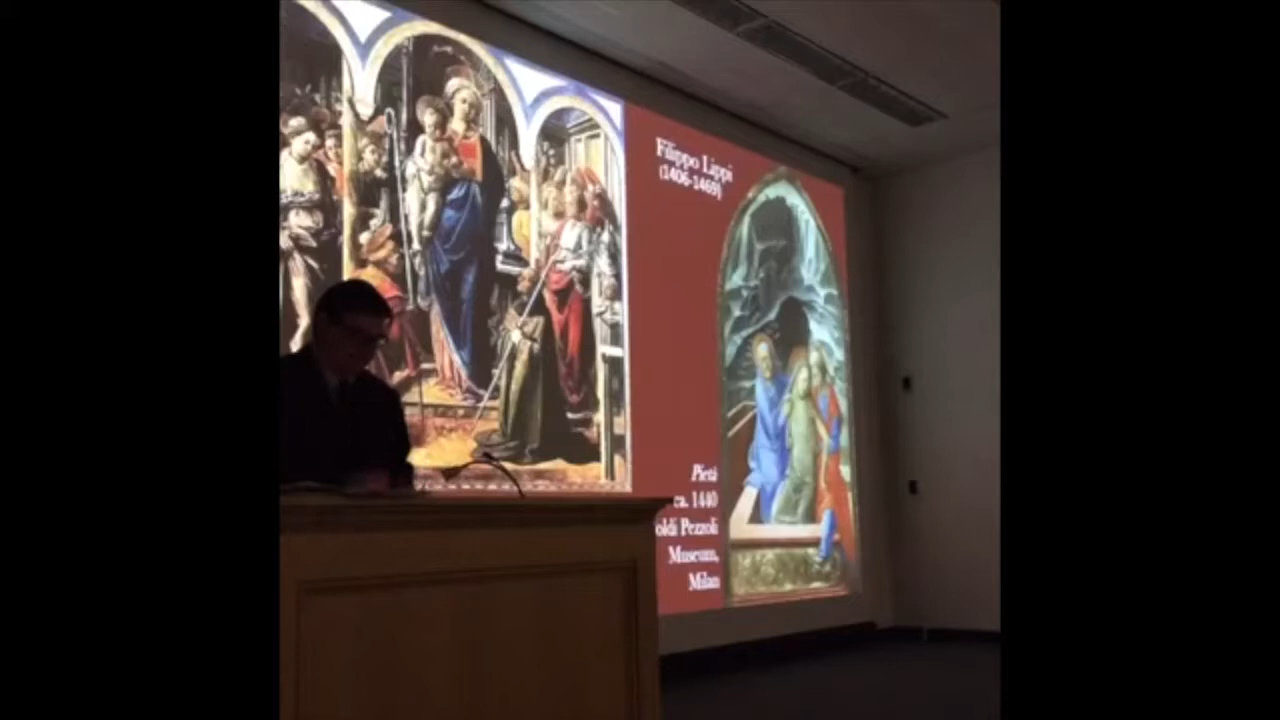 Filippo Lippi
(1406-1469)
Pietà
ca. 1440
oldi Pezzoli
Museum,
Milan